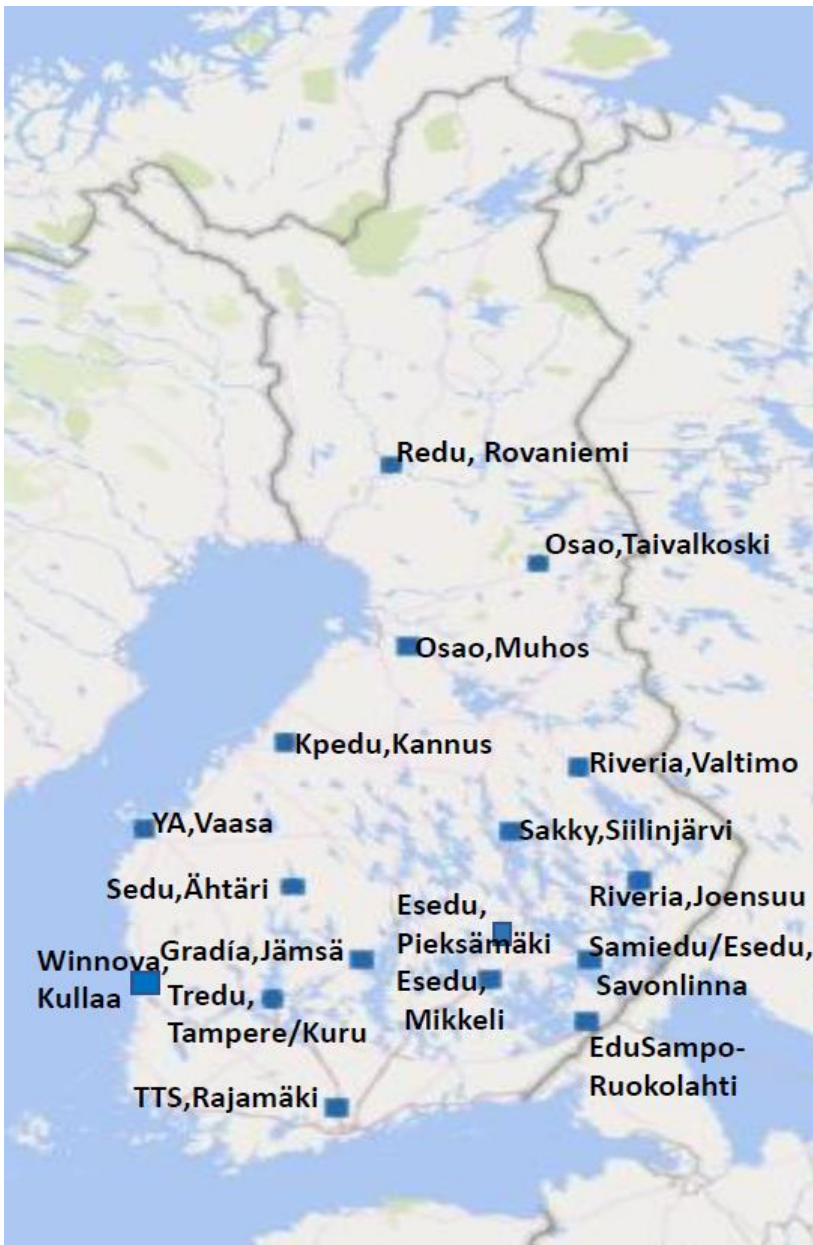 Redu, Rovaniemi
Osao,Taivalkoski
Osao,Muhos
Kpedu,Kannus
Riveria,Valtimo
YA,Vaasa
Sakky,Siilinjärvi
Sedu,Ähtäri
Riveria,Joensuu
Esedu,
Pieksämäki
Gradía,Jämsä
Samiedu/Esedu,
Savonlinna
Winnova,
Kullaa
Esedu,
Mikkeli
Tredu,
Tampere/Kuru
EduSampo-
Ruokolahti
TTS,Rajamäki